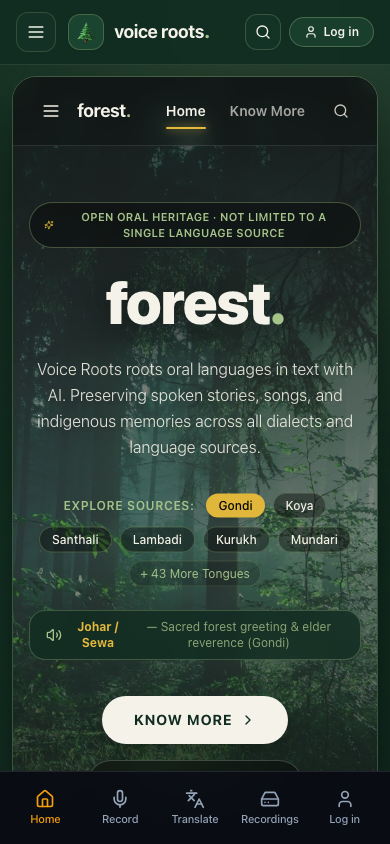 voice roots.
Log in
forest.
Home
Know More
OPEN ORAL HERITAGE · NOT LIMITED TO A
SINGLE LANGUAGE SOURCE
forest.
Voice Roots roots oral languages in text with
AI. Preserving spoken stories, songs, and
indigenous memories across all dialects and
language sources.
EXPLORE SOURCES:
Gondi
Koya
Santhali
Lambadi
Kurukh
Mundari
+ 43 More Tongues
Johar /
Sewa
— Sacred forest greeting & elder
reverence (Gondi)
KNOW MORE
Home
Record
Translate
Recordings
Log in